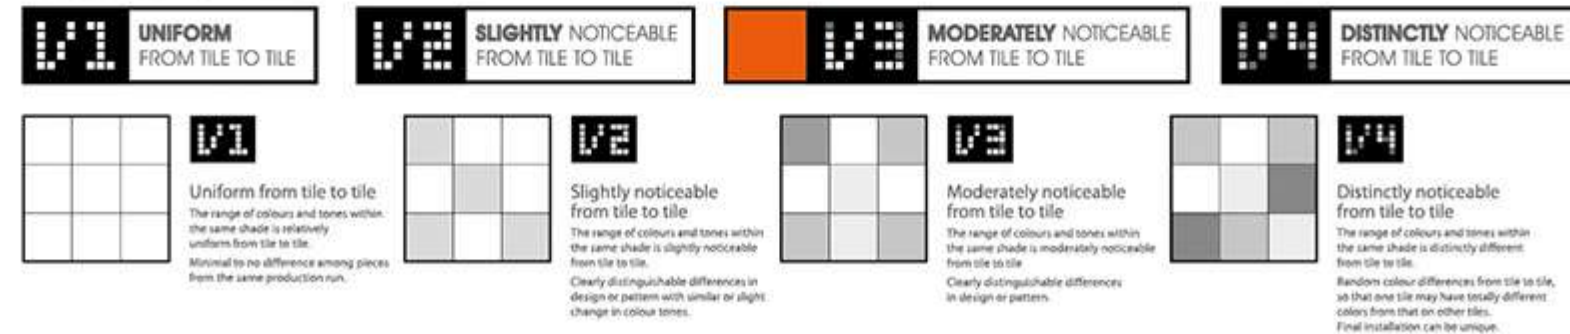 V1
UNIFORM
FROM TILE TO TILE
V2
SLIGHTLY NOTICEABLE
FROM TILE TO TILE
V3
MODERATELY NOTICEABLE
FROM TILE TO TILE
V4
DISTINCTLY NOTICEABLE
FROM TILE TO TILE
V1
Uniform from tile to tile
The range of colours and tones within
the same shade is relatively
uniform from tile to tile.
Minimal to no difference among pieces
from the same production run.
V2
Slightly noticeable
from tile to tile
The range of colours and tones within
the same shade is slightly noticeable
from tile to tile.
Clearly distinguishable differences in
design or pattern with similar or slight
change in colour tones.
V3
Moderately noticeable
from tile to tile
The range of colours and tones within
the same shade is moderately noticeable
from tile to tile
Clearly distinguishable differences
in design or pattern.
V4
Distinctly noticeable
from tile to tile
The range of colours and tones within
the same shade is distinctly different
from tile to tile.
Random colour differences from tile to tile,
so that one tile may have totally different
colors from that on other tiles.
Final installation can be unique.